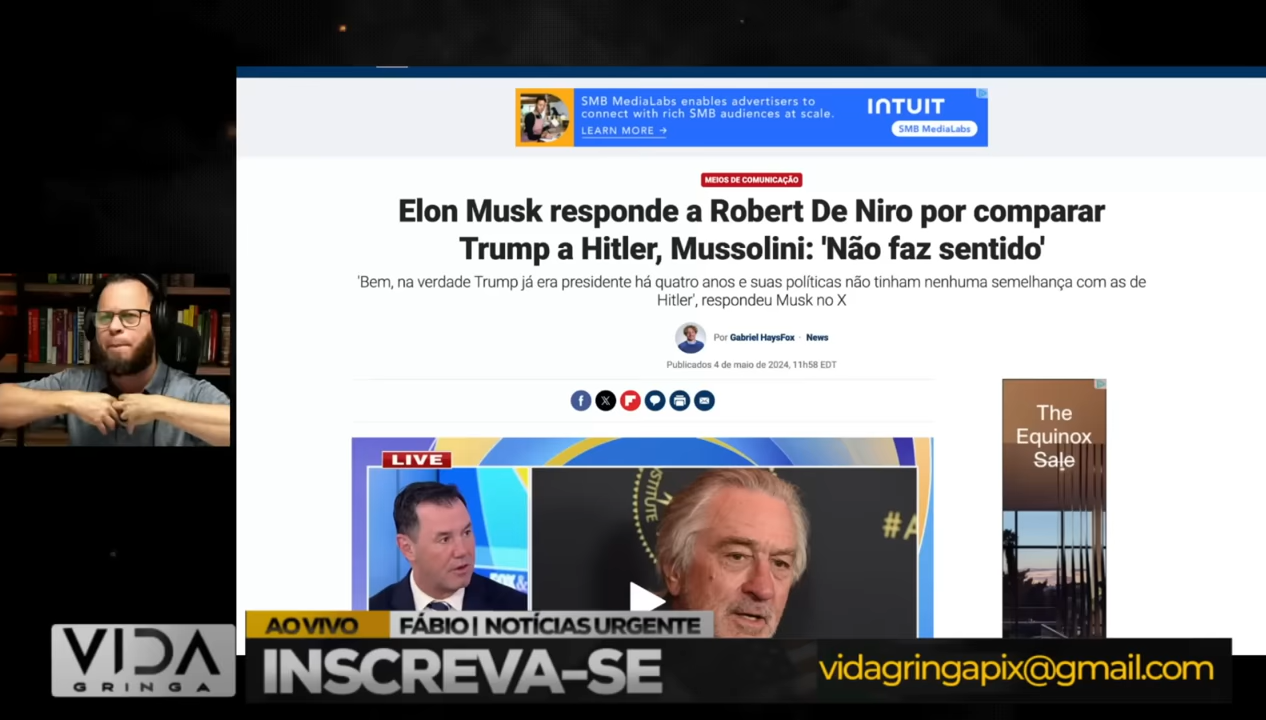 SMB MediaLabs enables advertisers to
connect with rich SMB audiences at scale.
LEARN MORE →
INTUIT
SMB MediaLabs
MEIOS DE COMUNICAÇÃO
Elon Musk responde a Robert De Niro por comparar
Trump a Hitler, Mussolini: 'Não faz sentido'
'Bem, na verdade Trump já era presidente há quatro anos e suas políticas não tinham nenhuma semelhança com as de
Hitler', respondeu Musk no X
Por Gabriel HaysFox · News
Publicados 4 de maio de 2024, 11h58 EDT
The
Equinox
Sale
LIVE
STITUTE
#A
FOX &
AO VIVO
FÁBIO | NOTÍCIAS URGENTE
VIDA
GRINGA
INSCREVA-SE
vidagringapix@gmail.com